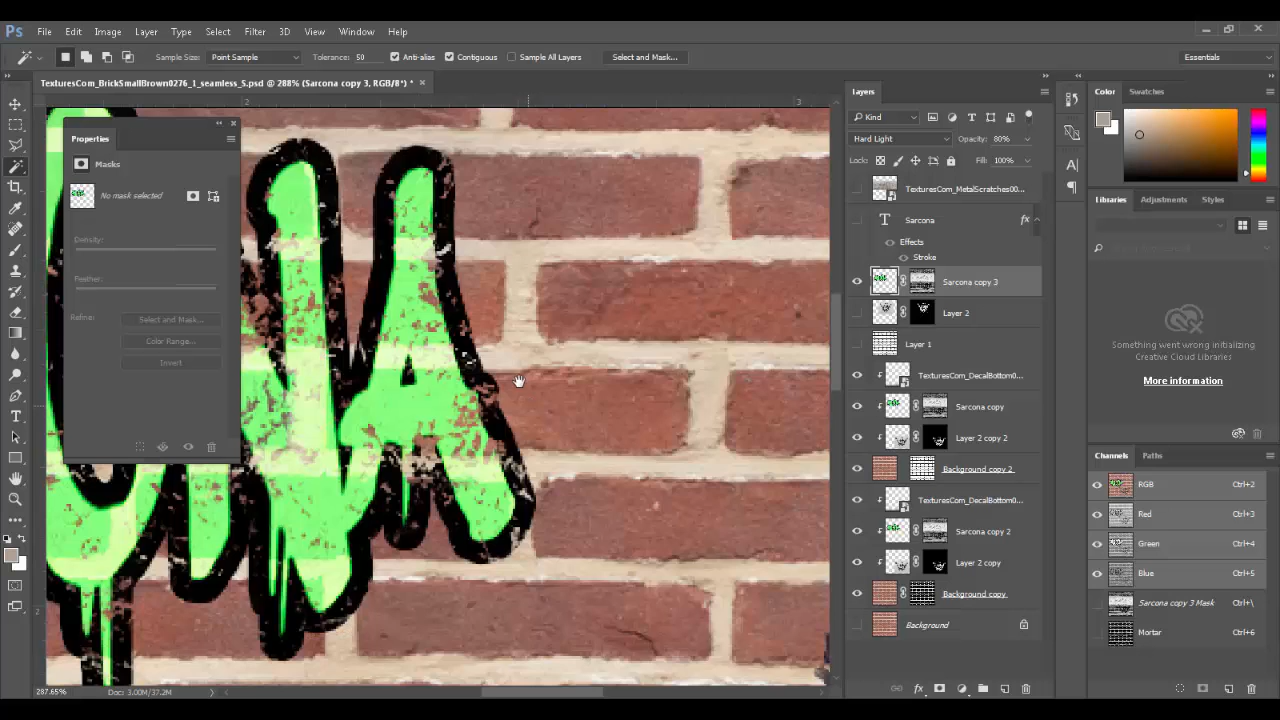 Ps File Edit Image Layer Type Select Filter 3D View Window Help
Sample Size: Point Sample Tolerance: 50 Anti-alias Contiguous Sample All Layers Select and Mask... Essentials
TexturesCom_BrickSmallBrown0276_1_seamless_S.psd @ 288% (Sarcona copy 3, RGB/8*) *
2 3
Properties
Masks
No mask selected
Density:
Feather:
Refine: Select and Mask...
Color Range...
Invert
2
287.65% Doc: 3.00M/37.2M
Layers
Kind
Hard Light Opacity: 80%
Lock: Fill: 100%
TexturesCom_MetalScratches00...
T Sarcona fx
Effects
Stroke
Sarcona copy 3
Layer 2
Layer 1
TexturesCom_DecalBottom0...
Sarcona copy
Layer 2 copy 2
Background copy 2
TexturesCom_DecalBottom0...
Sarcona copy 2
Layer 2 copy
Background copy
Background
fx
Color Swatches
Libraries Adjustments Styles
Something went wrong initializing
Creative Cloud Libraries
More information
Channels Paths
RGB Ctrl+2
Red Ctrl+3
Green Ctrl+4
Blue Ctrl+5
Sarcona copy 3 Mask Ctrl+\
Mortar Ctrl+6